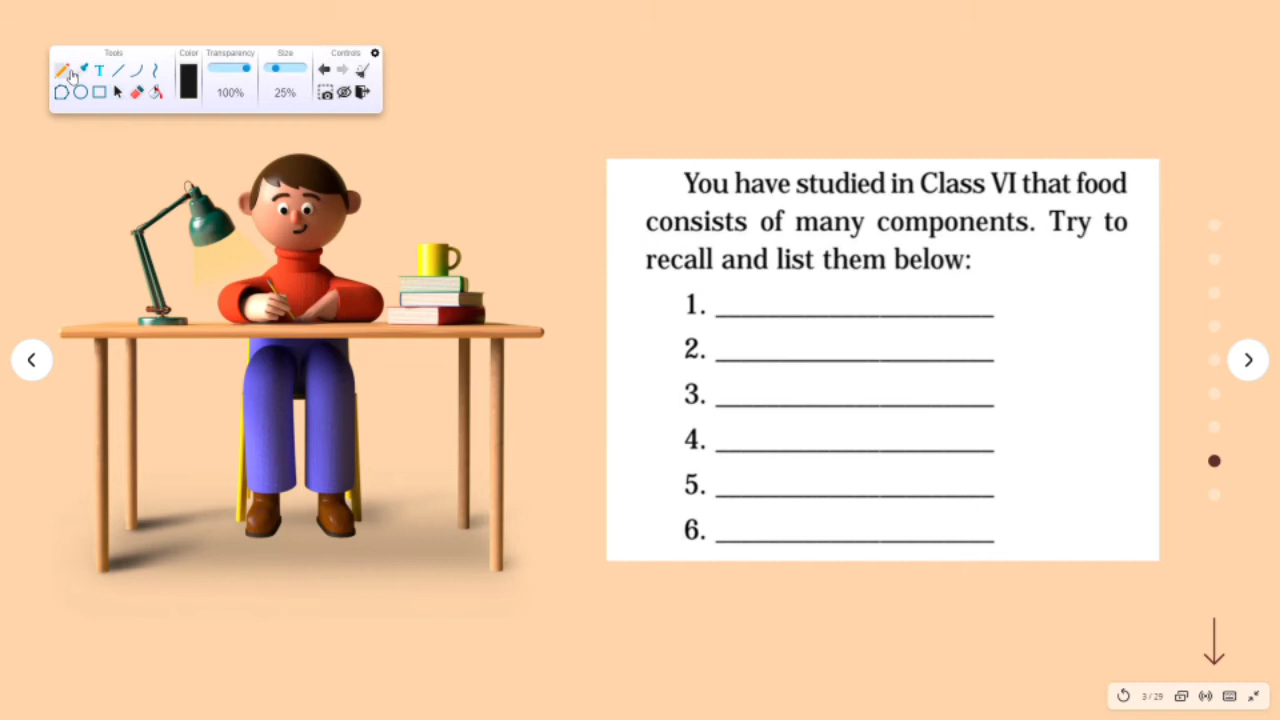 Tools
Color
Transparency
Size
Controls
T
100%
25%
You have studied in Class VI that food
consists of many components. Try to
recall and list them below:
1.
2.
3.
4.
5.
6.
3 / 29